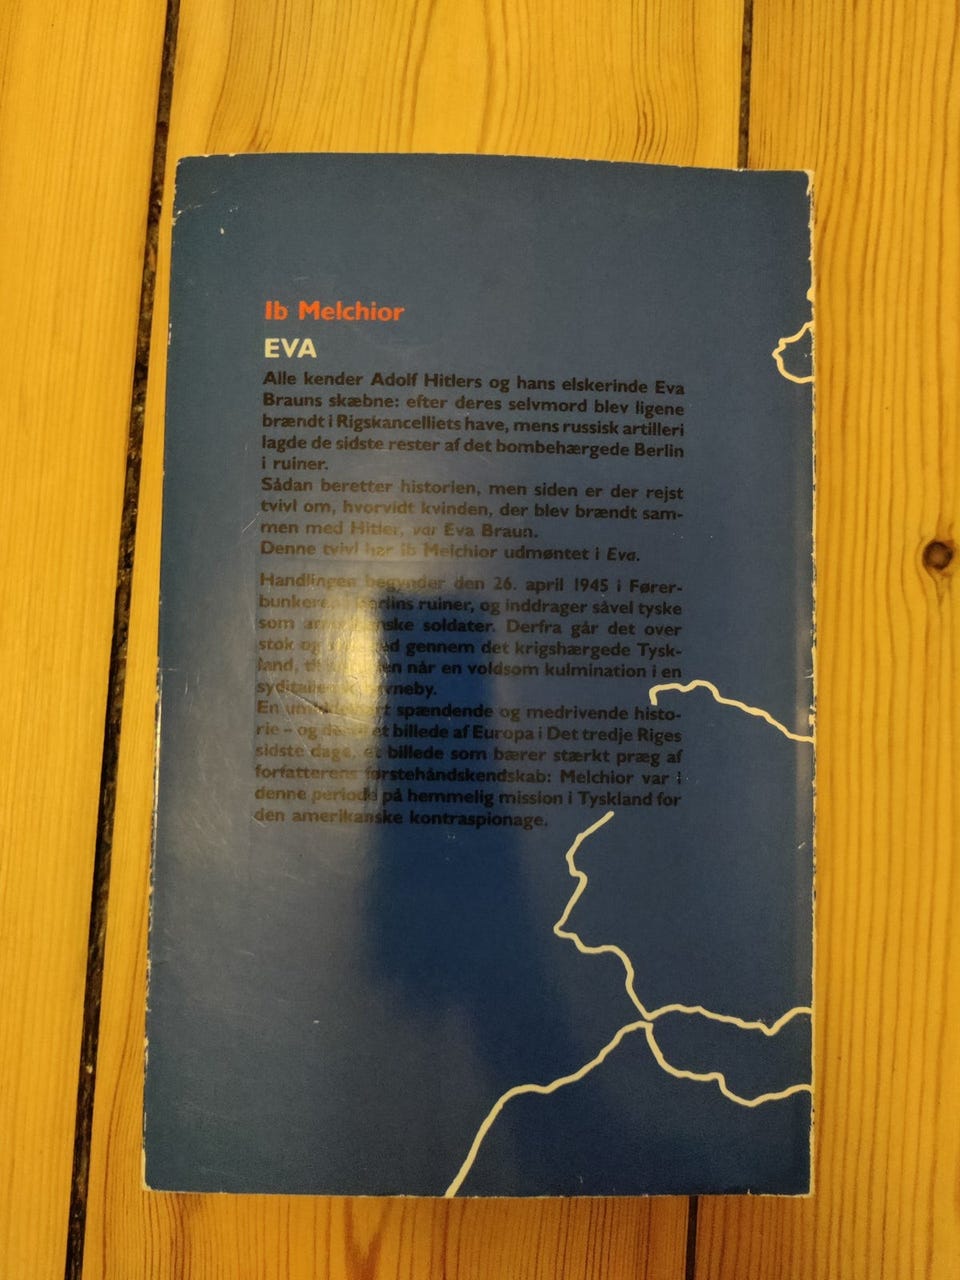 Ib Melchior
EVA
Alle kender Adolf Hitlers og hans elskerinde Eva
Brauns skæbne: efter deres selvmord blev ligene
brændt i Rigskancelliets have, mens russisk artilleri
lagde de sidste rester af det bombehærgede Berlin
i ruiner.
Sådan beretter historien, men siden er der rejst
tvivl om, hvorvidt kvinden, der blev brændt sam-
men med Hitler, var Eva Braun.
Denne tvivl har Ib Melchior udmøntet i Eva.
Handlingen begynder den 26. april 1945 i Fører-
bunkeren i Berlins ruiner, og inddrager såvel tyske
som amerikanske soldater. Derfra går det over
stok og gennem det krigshærgede Tysk-
land, når en voldsom kulmination i en
syditaliensk
En spændende og medrivende histo-
rie – og et billede af Europa i Det tredje Riges
sidste dage, et billede som bærer stærkt præg af
forfatterens førstehåndskendskab: Melchior var i
denne periode på hemmelig mission i Tyskland for
den amerikanske kontraspionage.